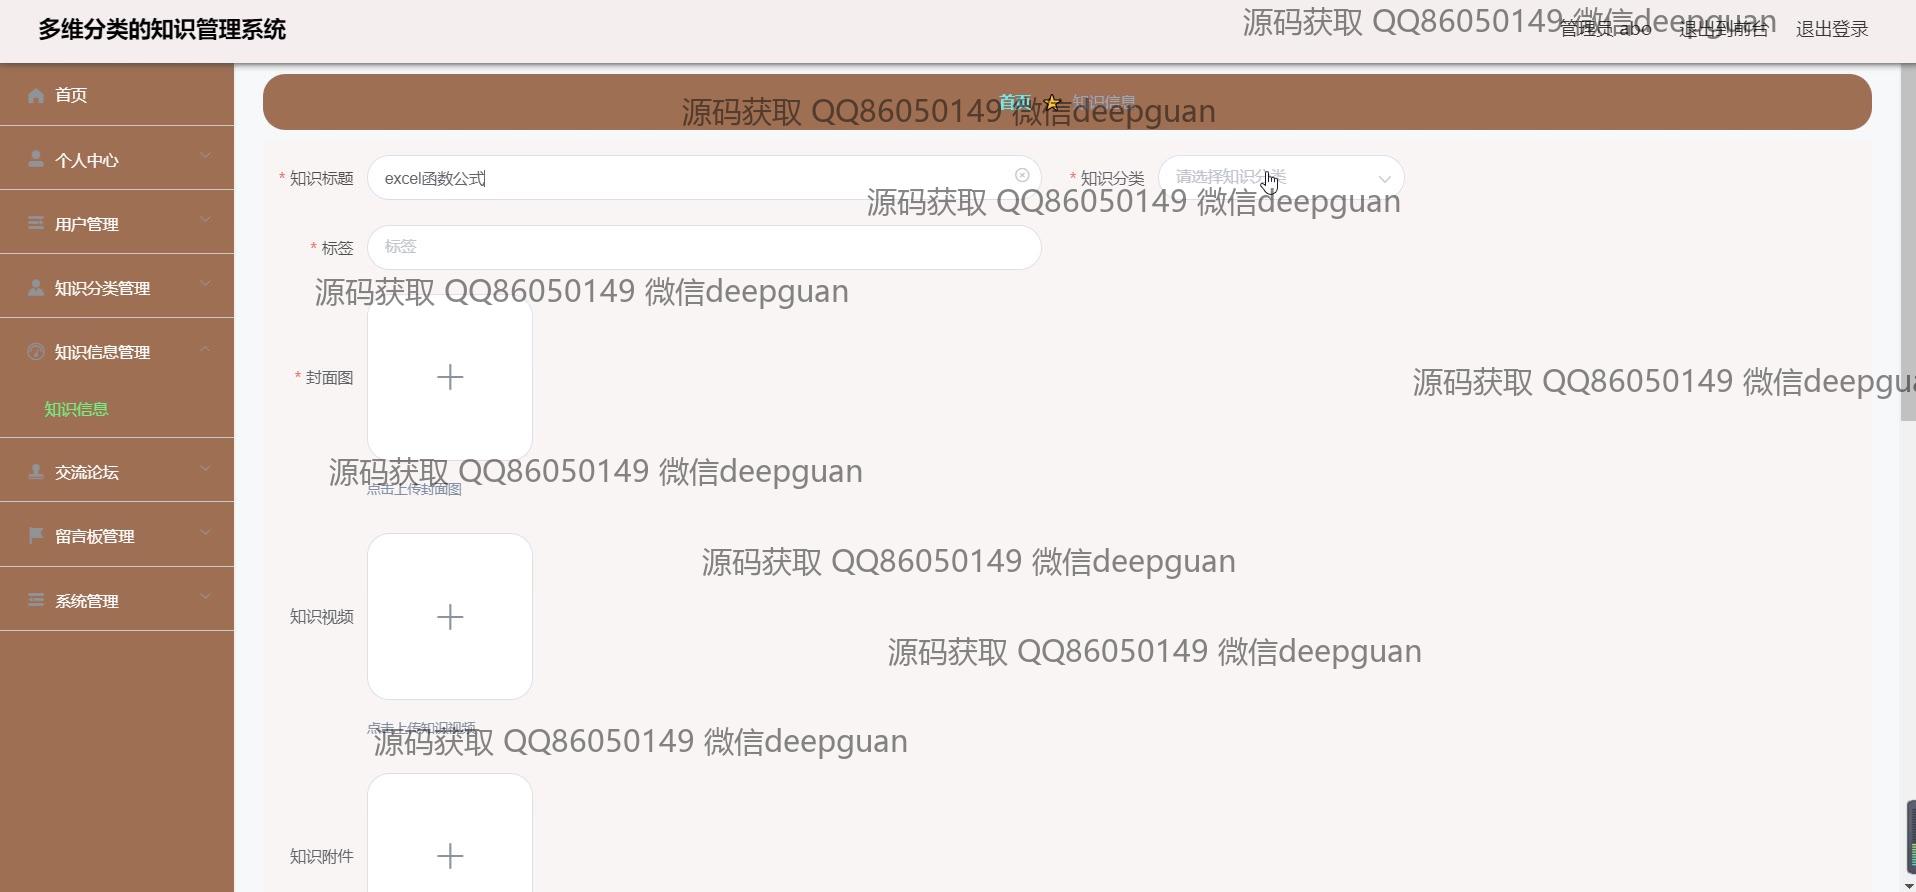 多维分类的知识管理系统
源码获取 QQ86050149 微信deepguan
管理员 abo 退出到前台 退出登录
首页
个人中心
用户管理
知识分类管理
知识信息管理
知识信息
交流论坛
留言板管理
系统管理
首页 知识信息
源码获取 QQ86050149 微信deepguan
* 知识标题 excel函数公式
* 知识分类 请选择知识分类
源码获取 QQ86050149 微信deepguan
* 标签 标签
源码获取 QQ86050149 微信deepguan
* 封面图
源码获取 QQ86050149 微信deepgua
源码获取 QQ86050149 微信deepguan
点击上传封面图
源码获取 QQ86050149 微信deepguan
知识视频
源码获取 QQ86050149 微信deepguan
点击上传知识视频
源码获取 QQ86050149 微信deepguan
知识附件